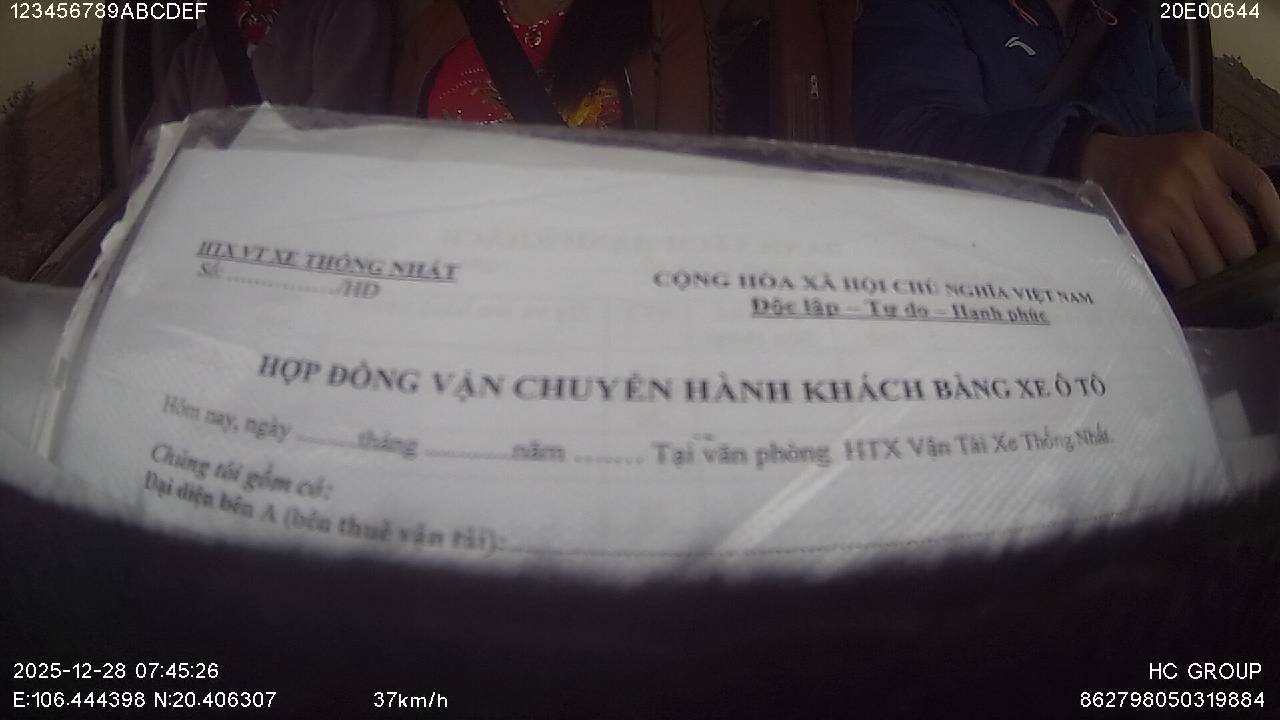 123456789ABCDEF
20E00644
HTX VT XE THỐNG NHẤT
Số: ................./HĐ
CỘNG HÒA XÃ HỘI CHỦ NGHĨA VIỆT NAM
Độc lập – Tự do – Hạnh phúc
HỢP ĐỒNG VẬN CHUYỂN HÀNH KHÁCH BẰNG XE Ô TÔ
Hôm nay, ngày .........tháng .............năm ........ Tại văn phòng HTX Vận Tải Xe Thống Nhất.
Chúng tôi gồm có:
Đại diện bên A (bên thuê vận tải):..............................
2025-12-28 07:45:26
HC GROUP
E:106.444398 N:20.406307
37km/h
862798050319884